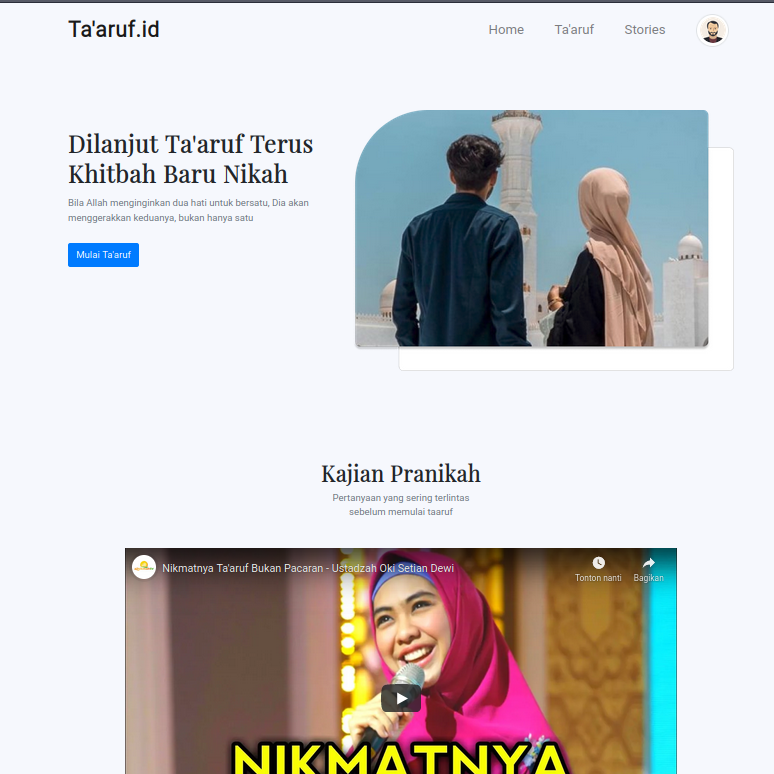 Ta'aruf.id
Home
Ta'aruf
Stories
Dilanjut Ta'aruf Terus
Khitbah Baru Nikah
Bila Allah menginginkan dua hati untuk bersatu, Dia akan
menggerakkan keduanya, bukan hanya satu
Mulai Ta'aruf
Kajian Pranikah
Pertanyaan yang sering terlintas
sebelum memulai taaruf
Nikmatnya Ta'aruf Bukan Pacaran - Ustadzah Oki Setian Dewi
Tonton nanti
Bagikan
NIKMATNYA